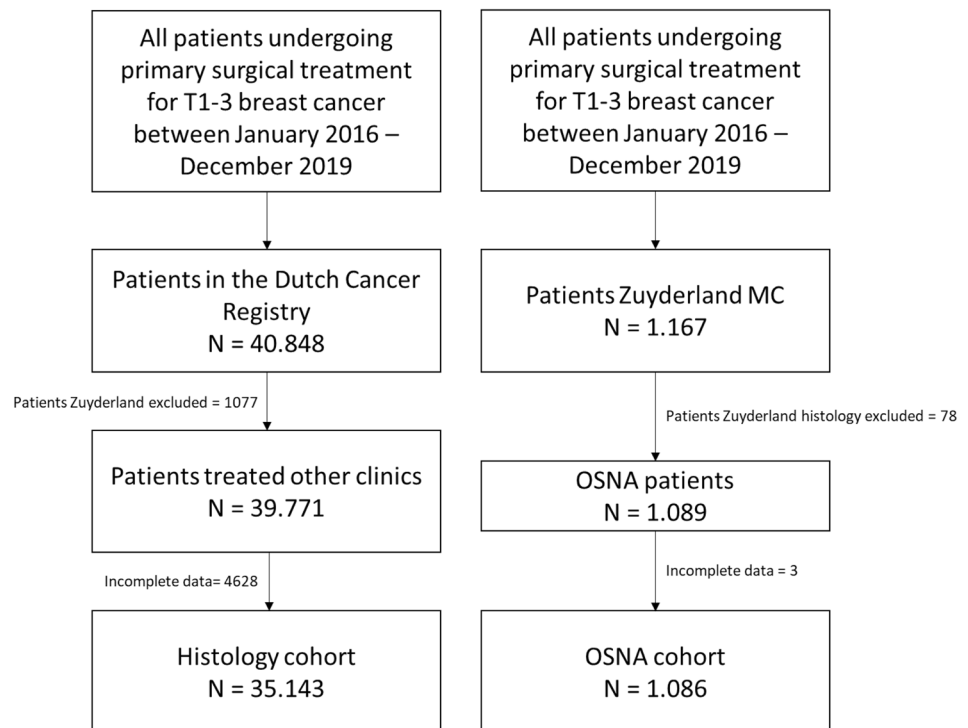 All patients undergoing
primary surgical treatment
for T1-3 breast cancer
between January 2016 –
December 2019
Patients in the Dutch Cancer
Registry
N = 40.848
Patients Zuyderland excluded = 1077
Patients treated other clinics
N = 39.771
Incomplete data= 4628
Histology cohort
N = 35.143
All patients undergoing
primary surgical treatment
for T1-3 breast cancer
between January 2016 –
December 2019
Patients Zuyderland MC
N = 1.167
Patients Zuyderland histology excluded = 78
OSNA patients
N = 1.089
Incomplete data = 3
OSNA cohort
N = 1.086